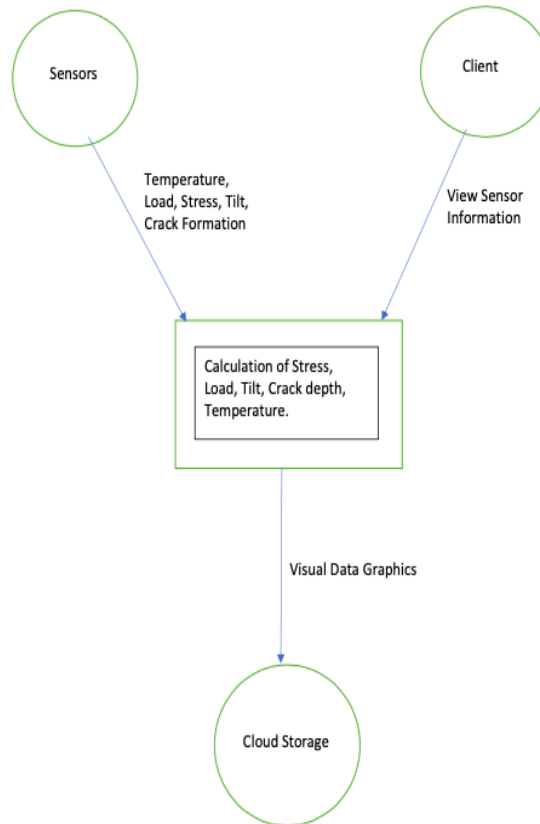 Sensors
Client
Temperature,
Load, Stress, Tilt,
Crack Formation
View Sensor
Information
Calculation of Stress,
Load, Tilt, Crack depth,
Temperature.
Visual Data Graphics
Cloud Storage